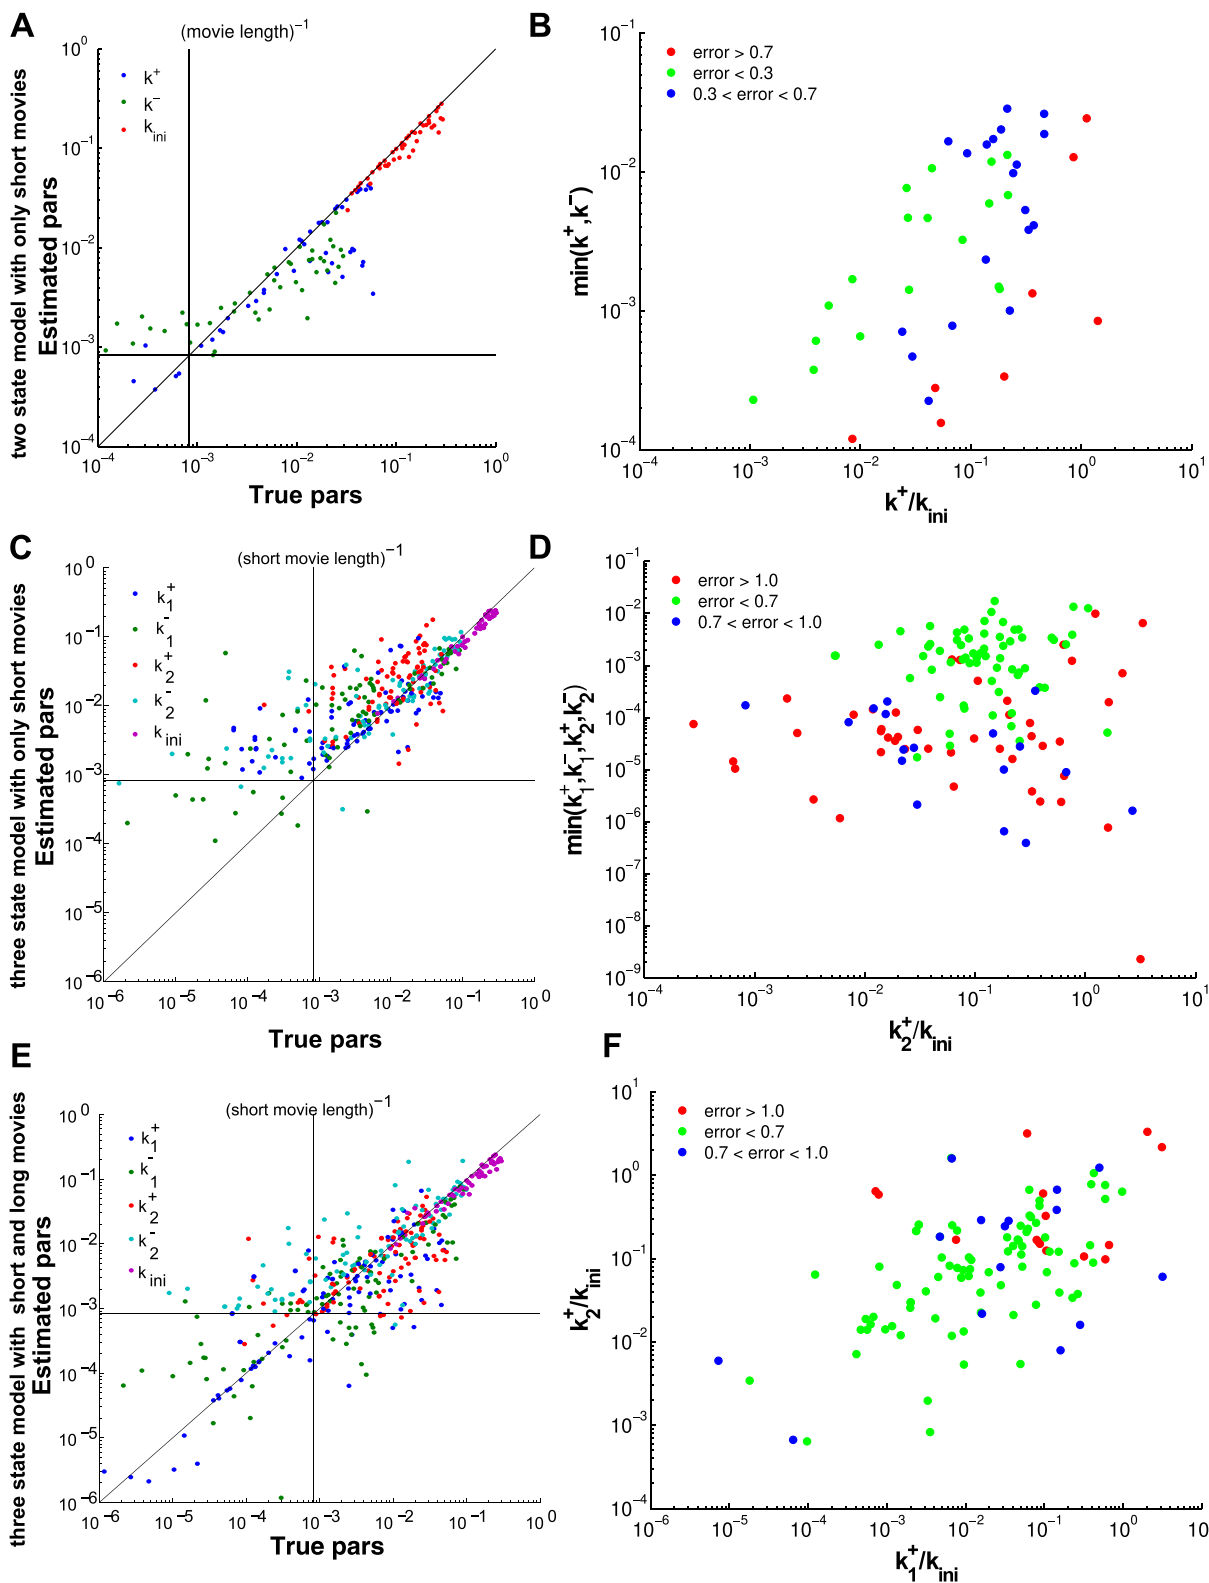 A
(movie length)⁻¹
two state model with only short movies
Estimated pars
10⁰
10⁻¹
10⁻²
10⁻³
10⁻⁴
k⁺
k⁻
k_ini
10⁻⁴ 10⁻³ 10⁻² 10⁻¹ 10⁰
True pars
B
min(k⁺,k⁻)
10⁻¹
10⁻²
10⁻³
10⁻⁴
error > 0.7
error < 0.3
0.3 < error < 0.7
10⁻⁴ 10⁻³ 10⁻² 10⁻¹ 10⁰ 10¹
k⁺/k_ini
C
(short movie length)⁻¹
three state model with only short movies
Estimated pars
10⁰
10⁻¹
10⁻²
10⁻³
10⁻⁴
10⁻⁵
10⁻⁶
k₁⁺
k₁⁻
k₂⁺
k₂⁻
k_ini
10⁻⁶ 10⁻⁵ 10⁻⁴ 10⁻³ 10⁻² 10⁻¹ 10⁰
True pars
D
min(k₁⁺,k₁⁻,k₂⁺,k₂⁻)
10⁻¹
10⁻²
10⁻³
10⁻⁴
10⁻⁵
10⁻⁶
10⁻⁷
10⁻⁸
10⁻⁹
error > 1.0
error < 0.7
0.7 < error < 1.0
10⁻⁴ 10⁻³ 10⁻² 10⁻¹ 10⁰ 10¹
k₂⁺/k_ini
E
(short movie length)⁻¹
three state model with short and long movies
Estimated pars
10⁰
10⁻¹
10⁻²
10⁻³
10⁻⁴
10⁻⁵
10⁻⁶
k₁⁺
k₁⁻
k₂⁺
k₂⁻
k_ini
10⁻⁶ 10⁻⁵ 10⁻⁴ 10⁻³ 10⁻² 10⁻¹ 10⁰
True pars
F
k₂⁺/k_ini
10¹
10⁰
10⁻¹
10⁻²
10⁻³
10⁻⁴
error > 1.0
error < 0.7
0.7 < error < 1.0
10⁻⁶ 10⁻⁵ 10⁻⁴ 10⁻³ 10⁻² 10⁻¹ 10⁰ 10
k₁⁺/k_ini